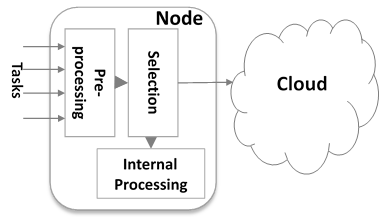 Node
Tasks
Pre-
processing
Selection
Cloud
Internal
Processing